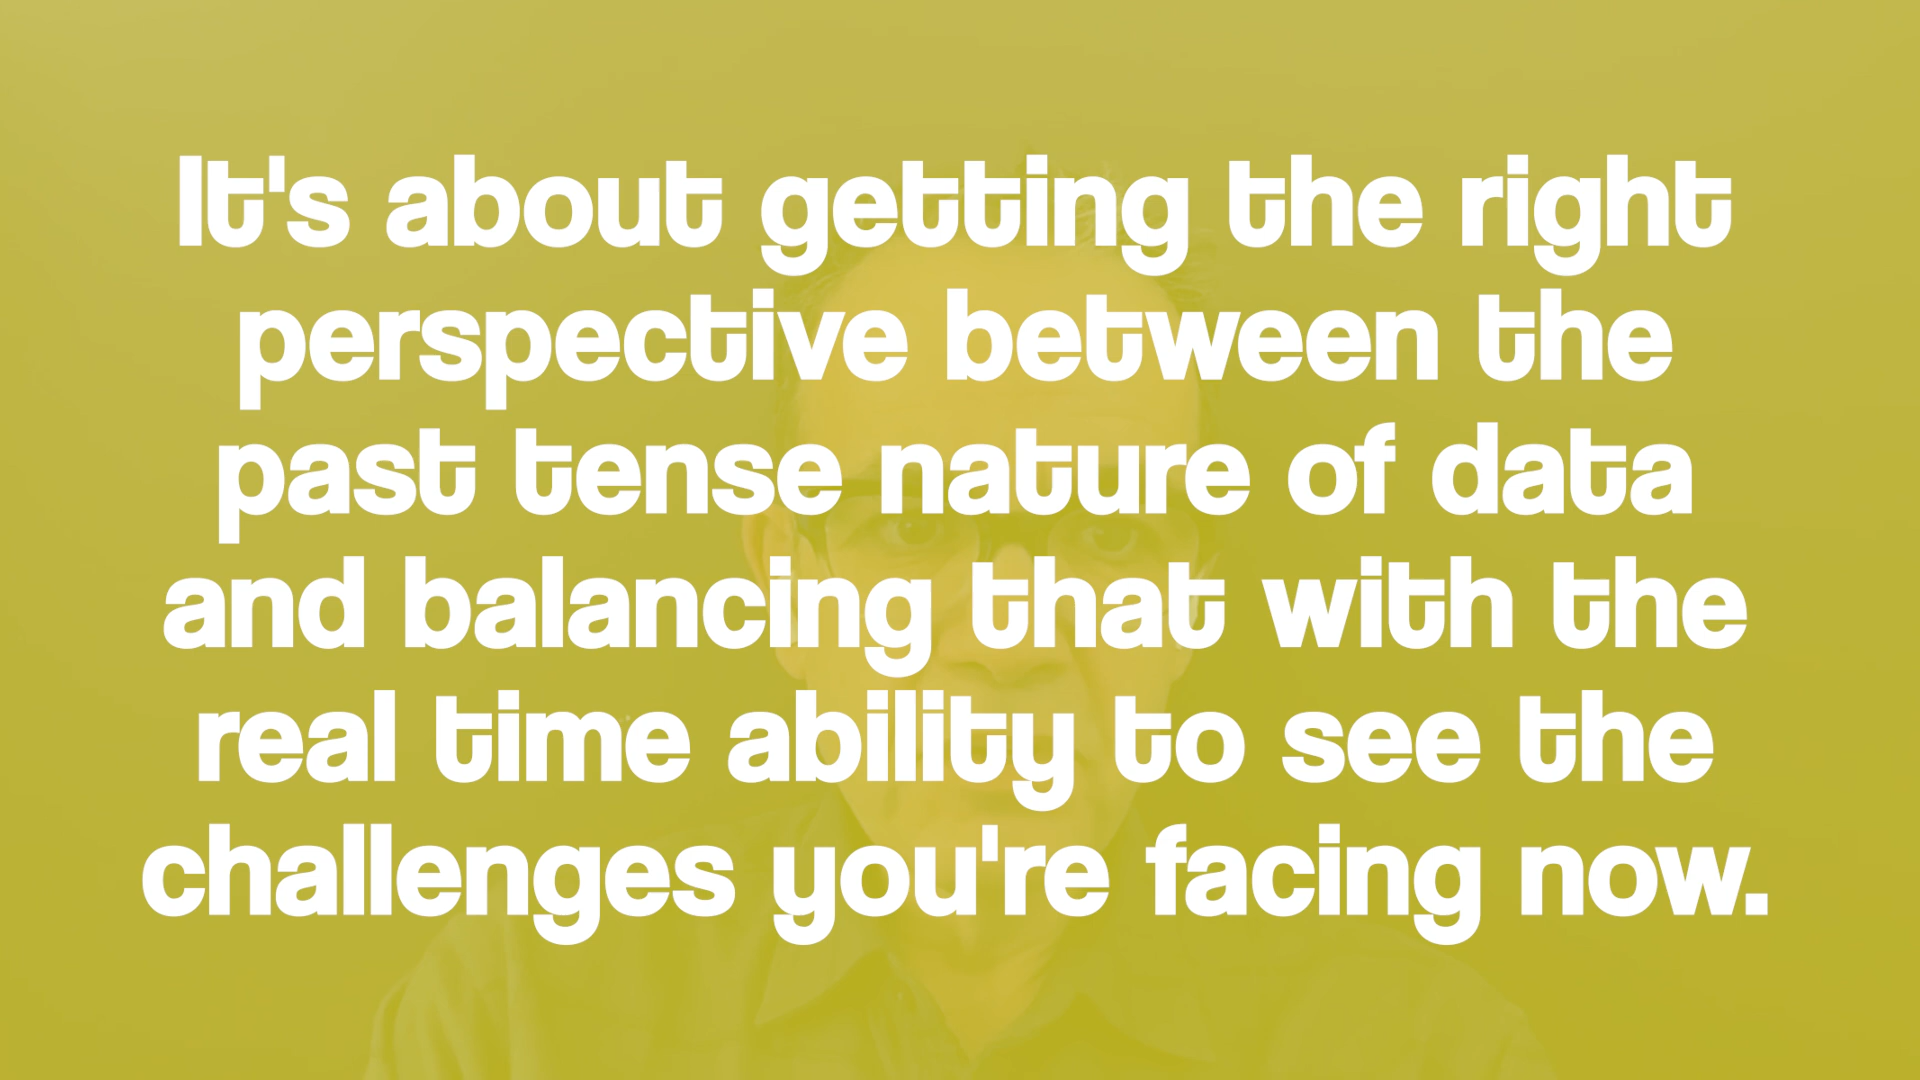 It's about getting the right
perspective between the
past tense nature of data
and balancing that with the
real time ability to see the
challenges you're facing now.